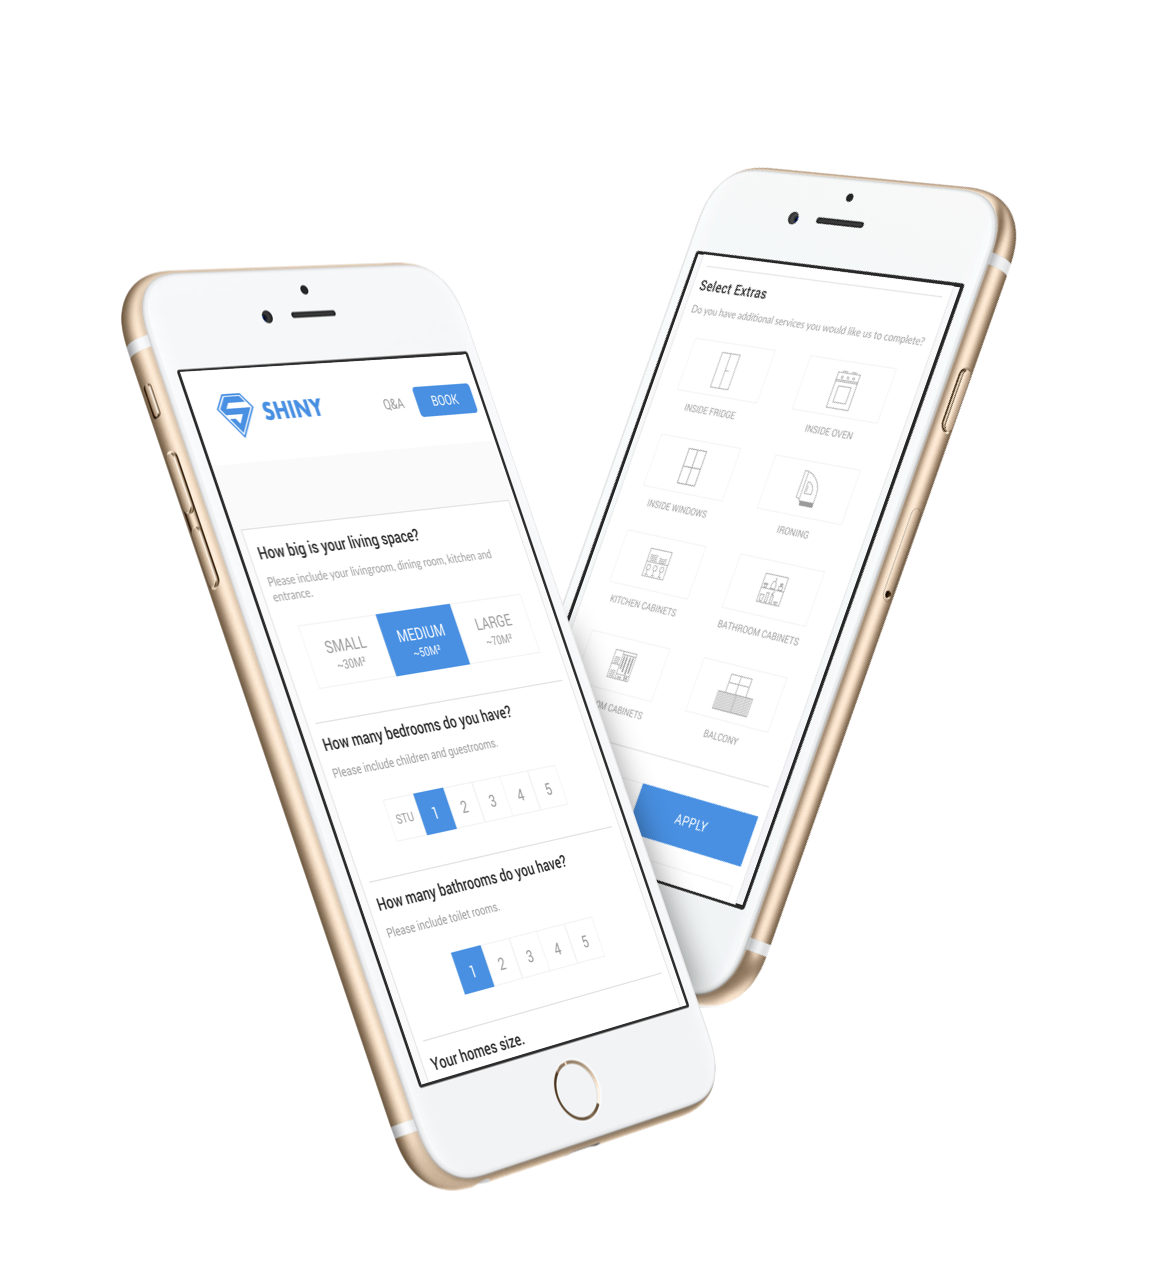 SHINY
Q&A
BOOK
How big is your living space?
Please include your livingroom, dining room, kitchen and
entrance.
SMALL
~30M²
MEDIUM
~50M²
LARGE
~70M²
How many bedrooms do you have?
Please include children and guestrooms.
STU 1 2 3 4 5
How many bathrooms do you have?
Please include toilet rooms.
1 2 3 4 5
Your homes size.
Select Extras
Do you have additional services you would like us to complete?
INSIDE FRIDGE
INSIDE OVEN
INSIDE WINDOWS
IRONING
KITCHEN CABINETS
BATHROOM CABINETS
OM CABINETS
BALCONY
APPLY